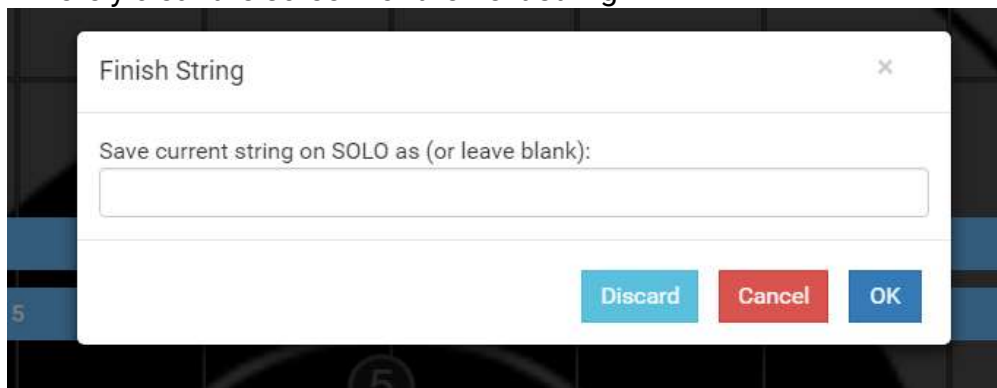 Finish String
×
Save current string on SOLO as (or leave blank):
Discard Cancel OK
5
5